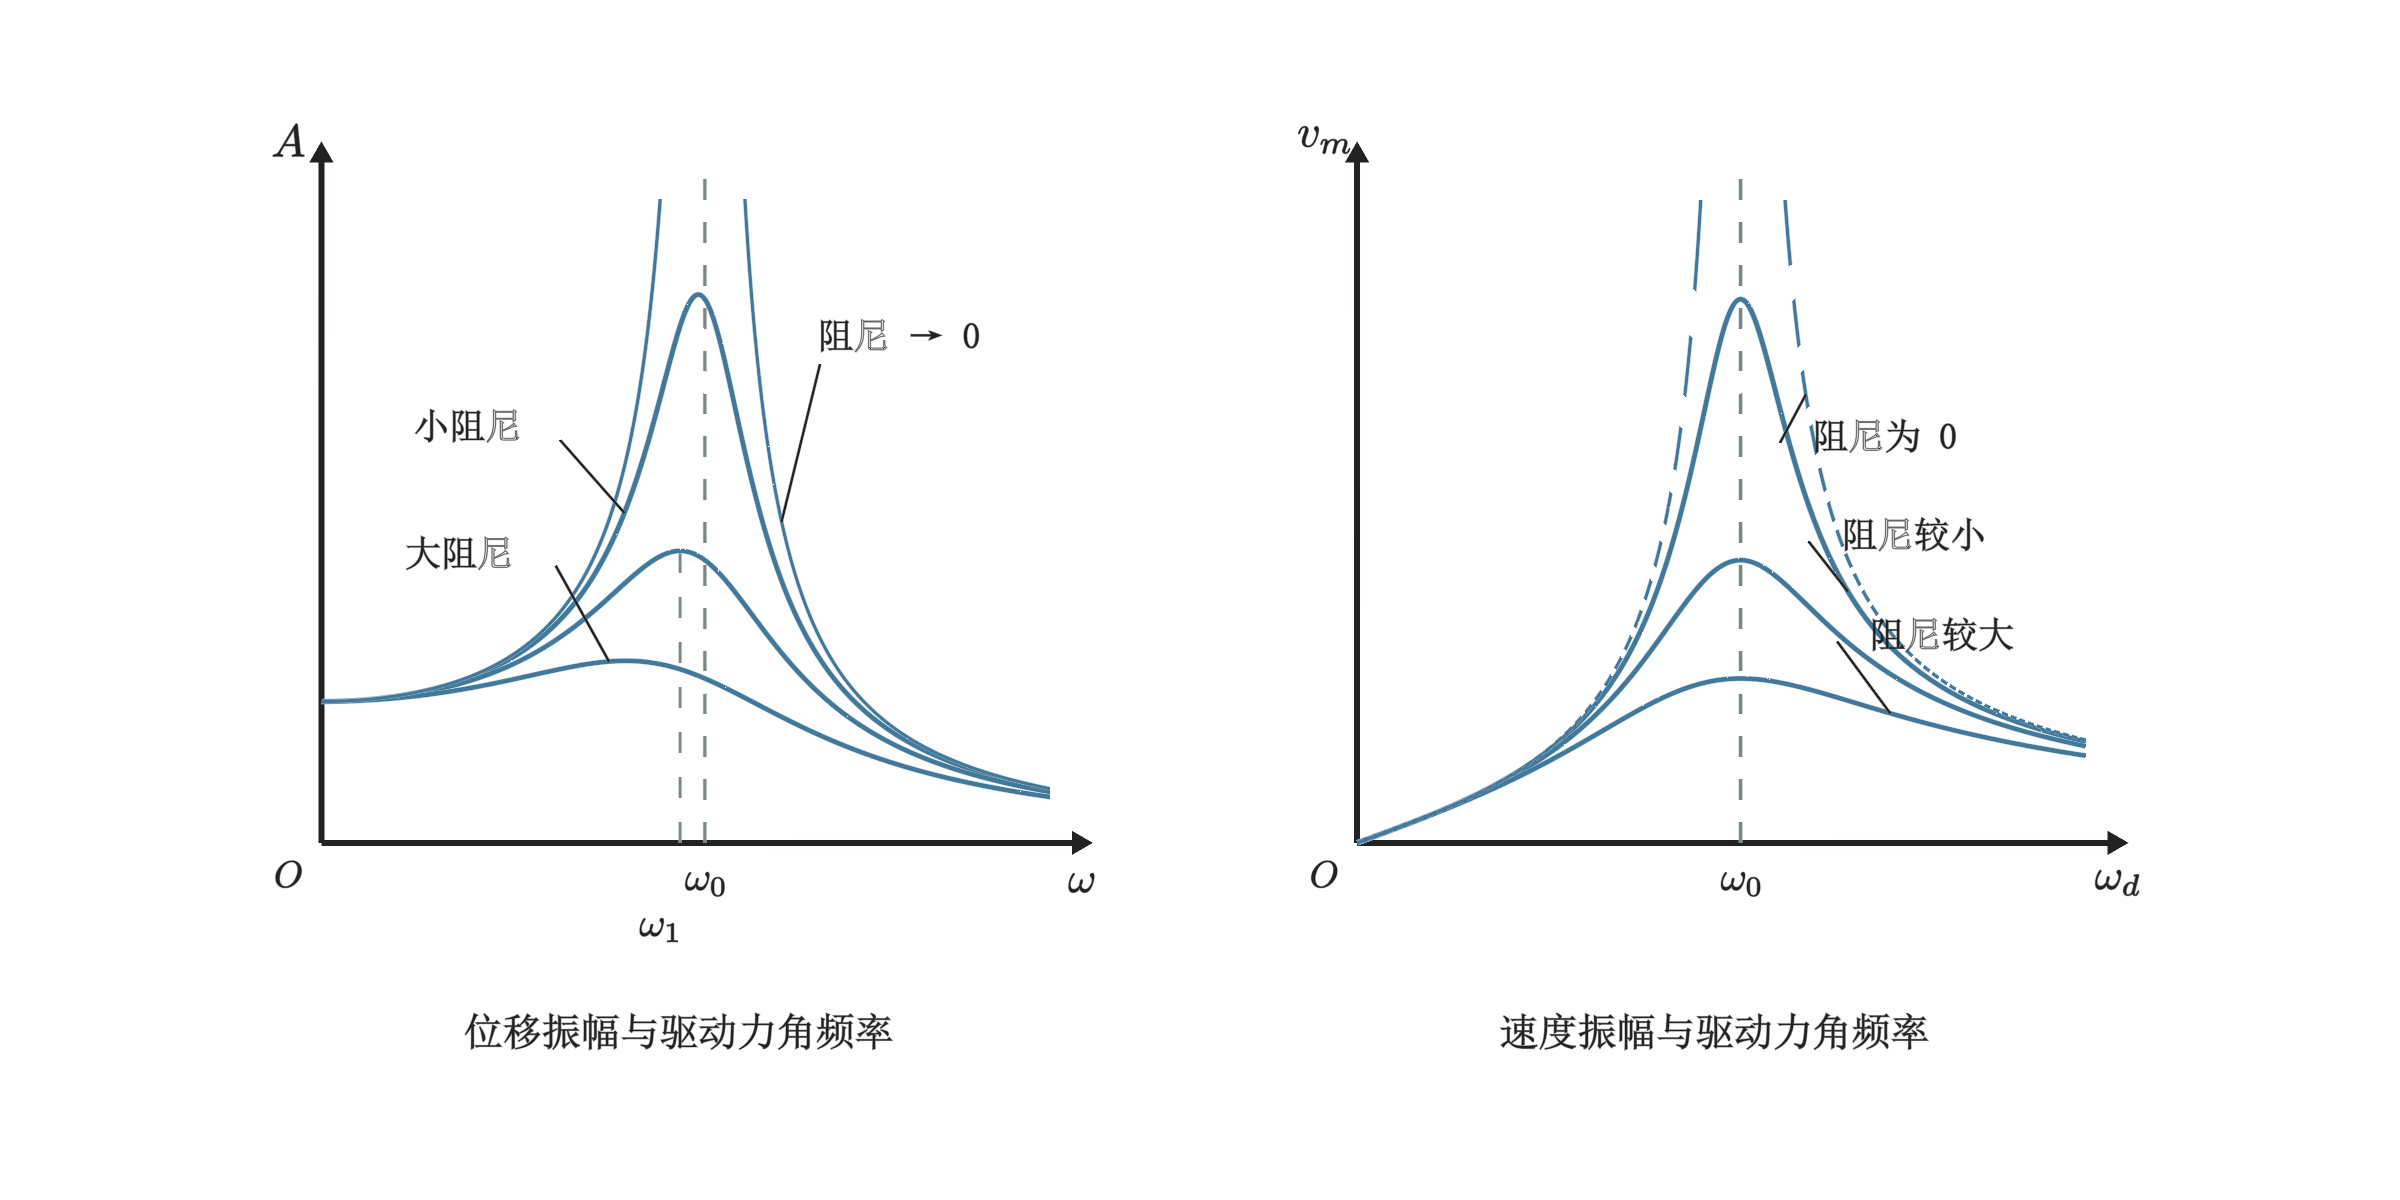 A
阻尼 → 0
小阻尼
大阻尼
O
ω₀
ω
ω₁
位移振幅与驱动力角频率
vₘ
阻尼为 0
阻尼较小
阻尼较大
O
ω₀
ω_d
速度振幅与驱动力角频率